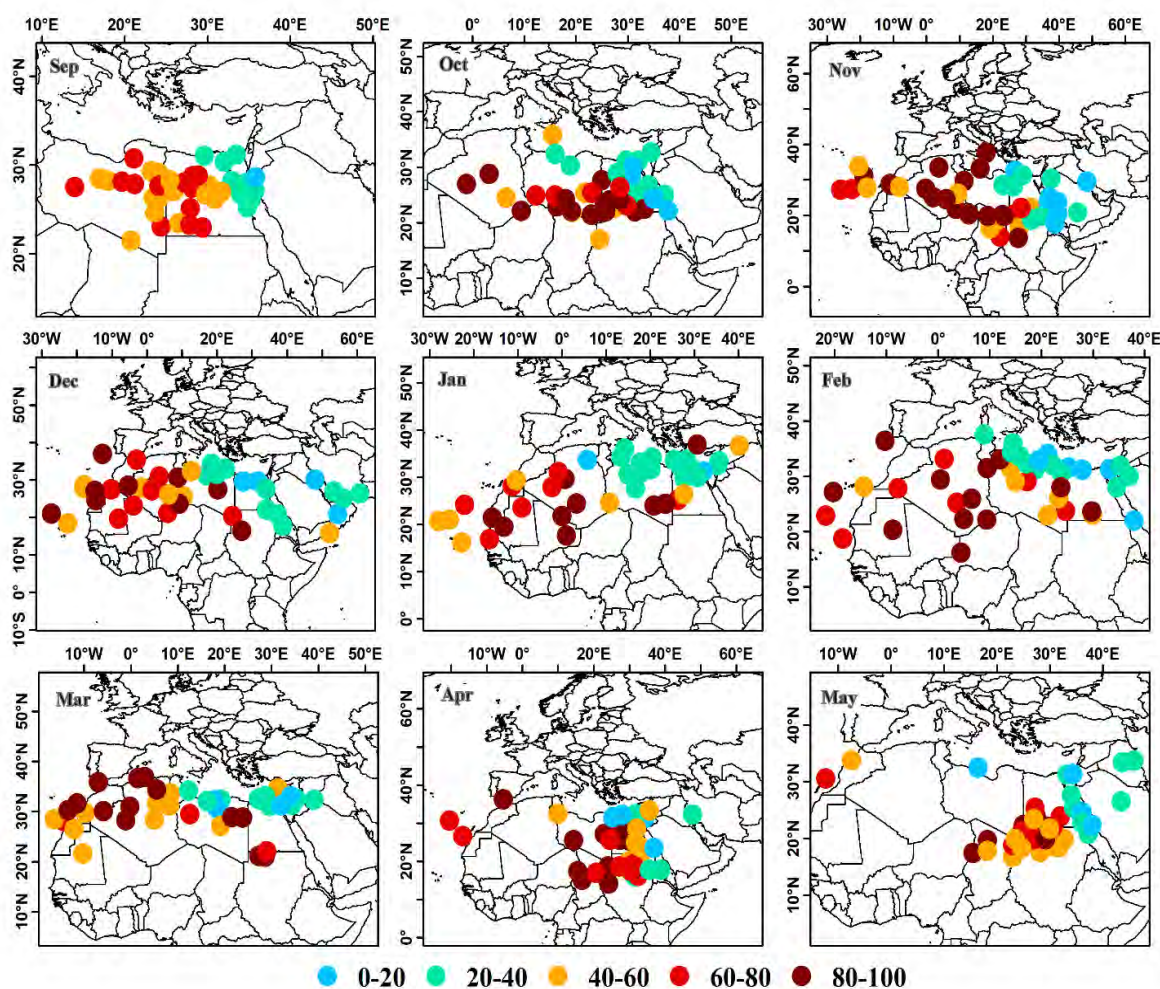 10°E 20°E 30°E 40°E 50°E
0° 10°E 20°E 30°E 40°E 50°E
30°W 10°W 0° 20°E 40°E 60°E
Sep
Oct
Nov
40°N
30°N
20°N
50°N
40°N
30°N
20°N
10°N
60°N
40°N
20°N
0°
10°W 0° 20°E 40°E 60°E
30°W 10°W 0° 10°E 20°E 30°E 40°E
20°W 0° 10°E 20°E 30°E 40°E
Dec
Jan
Feb
50°N
40°N
30°N
20°N
10°N
0°
10°S
50°N
40°N
30°N
20°N
10°N
0°
50°N
40°N
30°N
20°N
10°N
10°W 0° 10°E 20°E 30°E 40°E 50°E
10°W 0° 20°E 40°E 60°E
10°W 0° 20°E 30°E 40°E
Mar
Apr
May
50°N
40°N
30°N
20°N
10°N
60°N
40°N
20°N
0°
40°N
30°N
20°N
10°N
0-20 20-40 40-60 60-80 80-100